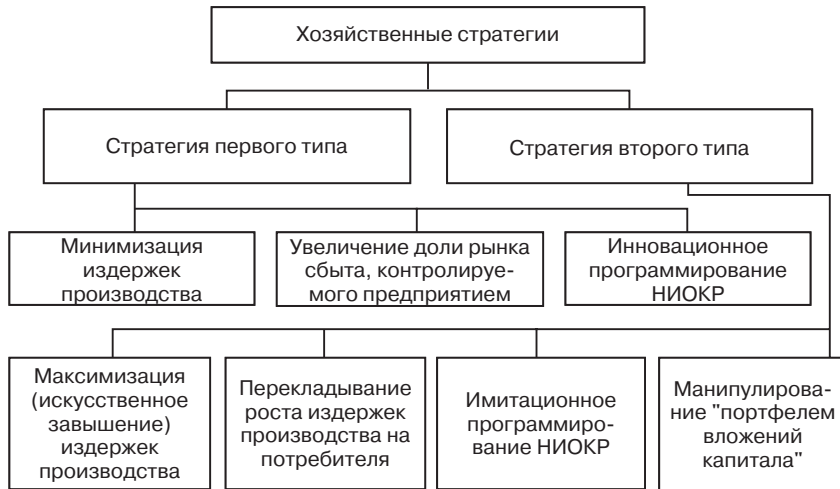 Хозяйственные стратегии
Стратегия первого типа
Стратегия второго типа
Минимизация
издержек
производства
Увеличение доли рынка
сбыта, контролируе-
мого предприятием
Инновационное
программирование
НИОКР
Максимизация
(искусственное
завышение)
издержек
производства
Перекладывание
роста издержек
производства на
потребителя
Имитационное
программиро-
вание НИОКР
Манипулирова-
ние "портфелем
вложений
капитала"